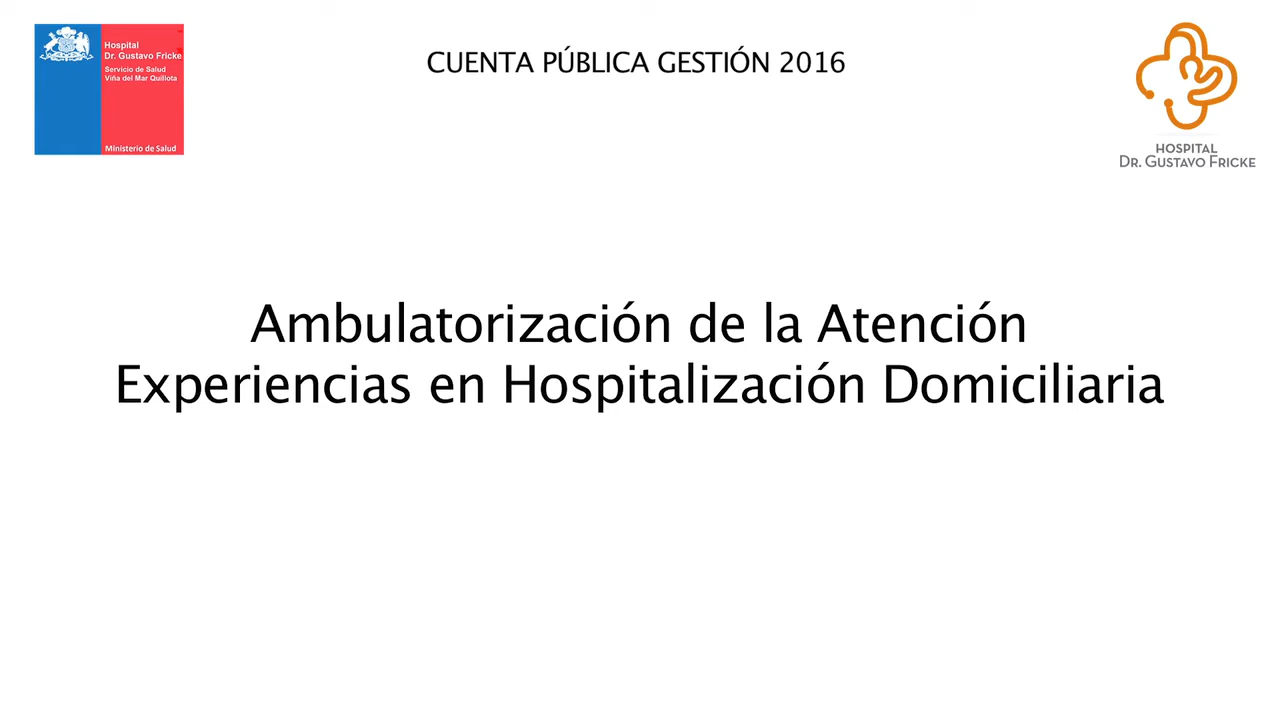 Hospital
Dr. Gustavo Fricke
Servicio de Salud
Viña del Mar Quillota
Ministerio de Salud
CUENTA PÚBLICA GESTIÓN 2016
HOSPITAL
DR. GUSTAVO FRICKE
Ambulatorización de la Atención
Experiencias en Hospitalización Domiciliaria